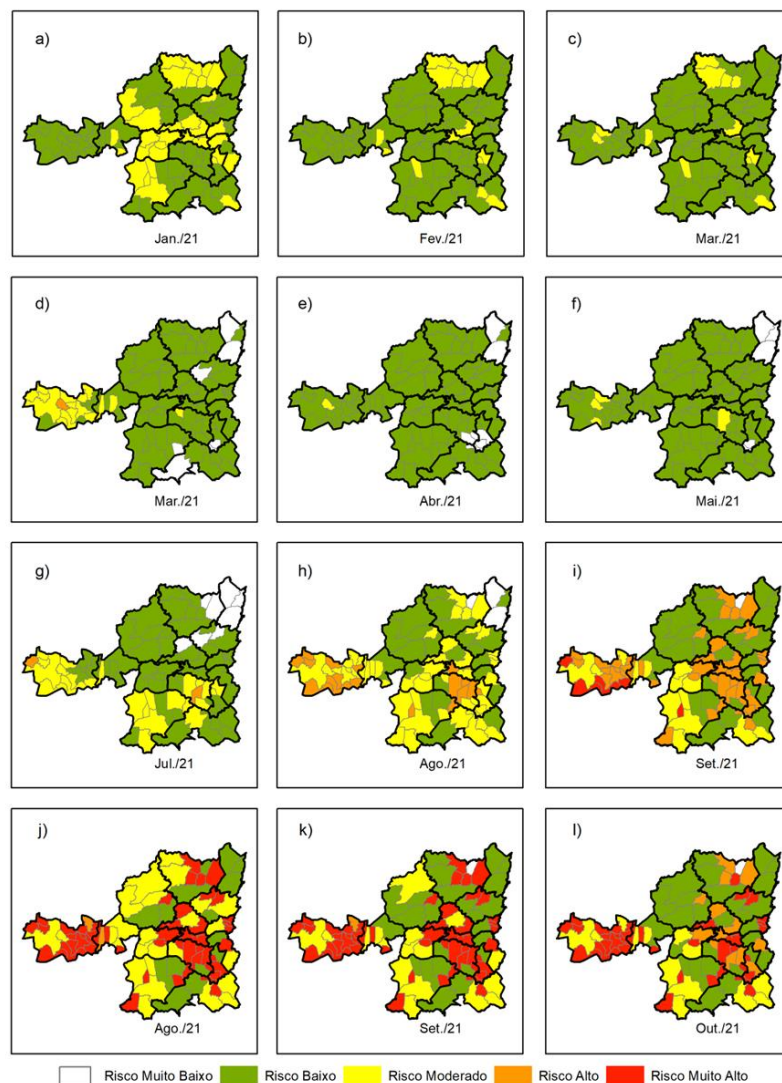 a)
Jan./21
b)
Fev./21
c)
Mar./21
d)
Mar./21
e)
Abr./21
f)
Mai./21
g)
Jul./21
h)
Ago./21
i)
Set./21
j)
Ago./21
k)
Set./21
l)
Out./21
Risco Muito Baixo Risco Baixo Risco Moderado Risco Alto Risco Muito Alto